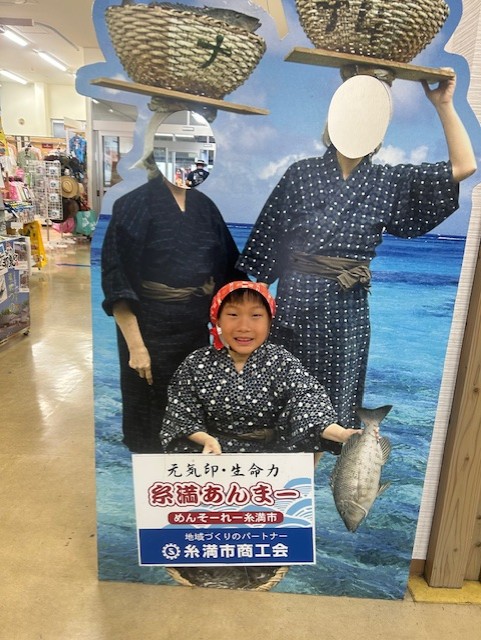 ナ
元気印・生命力
糸満あんまー
めんそーれー糸満市
地域づくりのパートナー
糸満市商工会